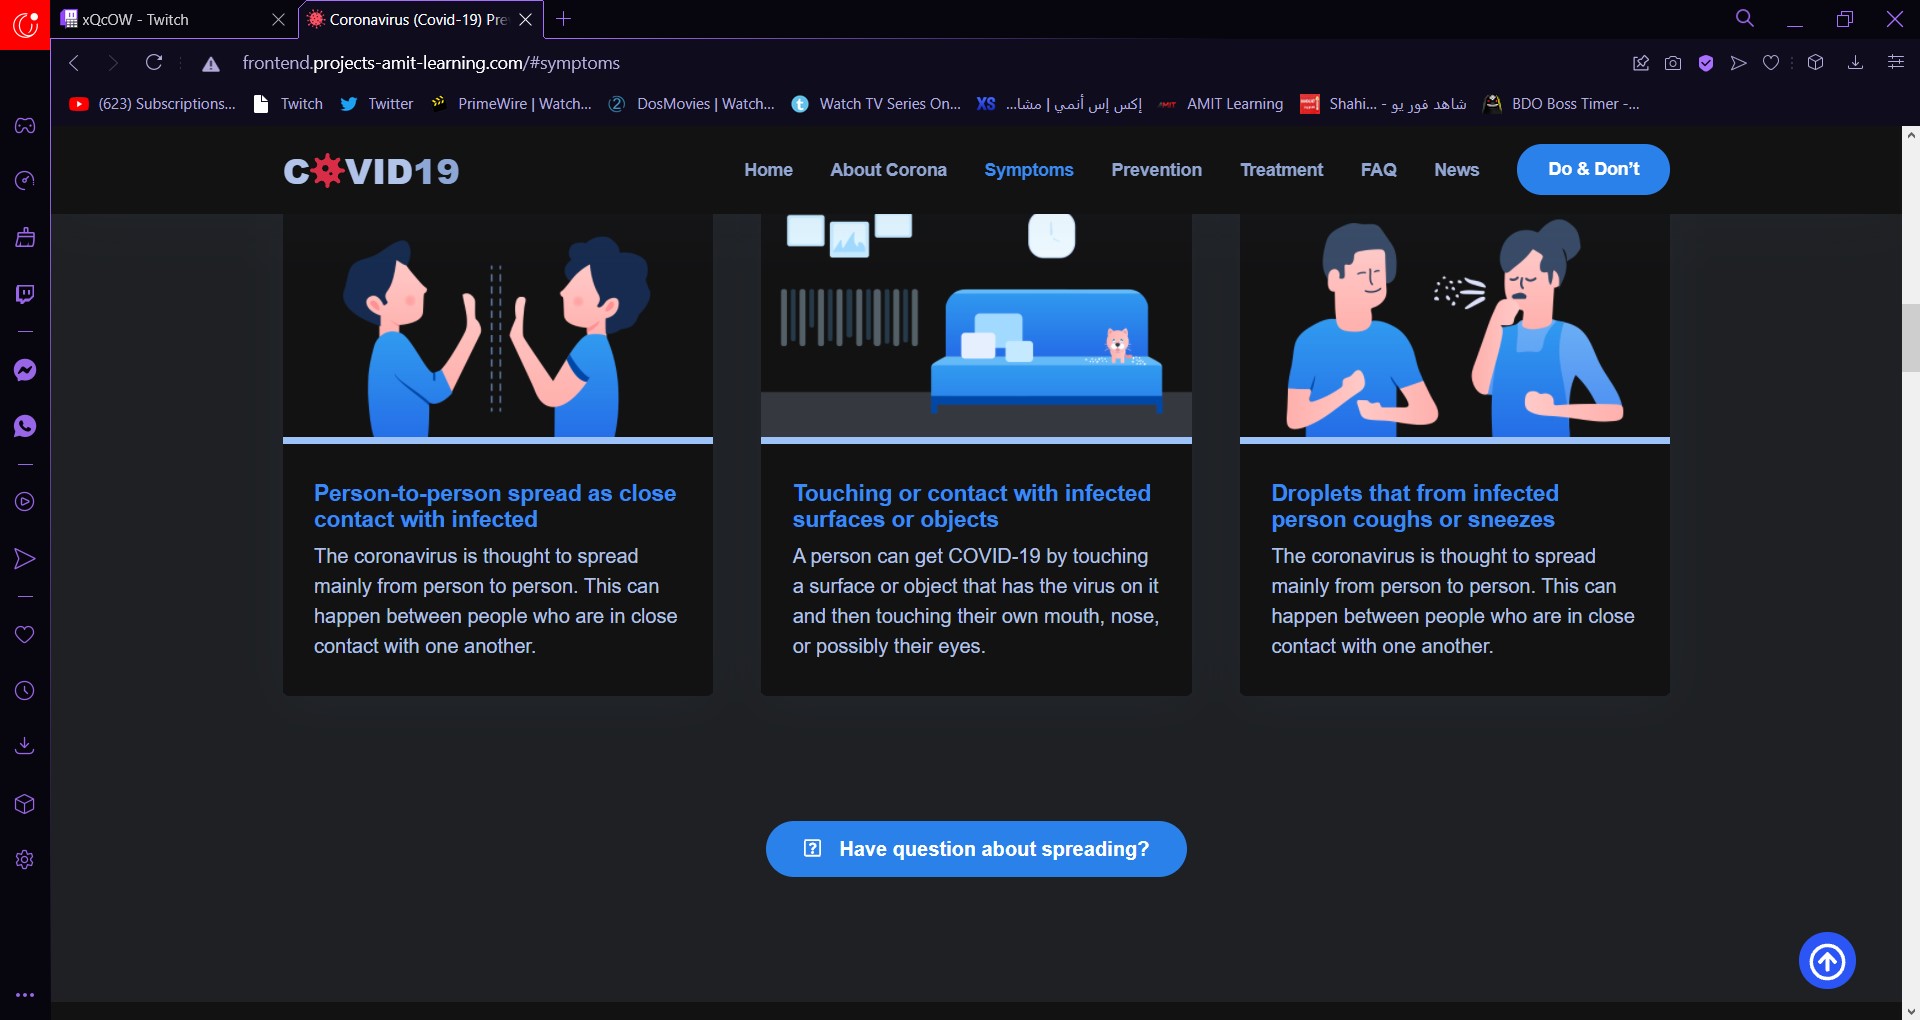 xQcOW - Twitch
Coronavirus (Covid-19) Pre
frontend.projects-amit-learning.com/#symptoms
(623) Subscriptions...
Twitch
Twitter
PrimeWire | Watch...
DosMovies | Watch...
Watch TV Series On...
XS إكس إس أنمي | مشا...
AMIT Learning
Shahi... - شاهد فور يو
BDO Boss Timer -...
COVID19
Home
About Corona
Symptoms
Prevention
Treatment
FAQ
News
Do & Don't
Person-to-person spread as close
contact with infected
The coronavirus is thought to spread
mainly from person to person. This can
happen between people who are in close
contact with one another.
Touching or contact with infected
surfaces or objects
A person can get COVID-19 by touching
a surface or object that has the virus on it
and then touching their own mouth, nose,
or possibly their eyes.
Droplets that from infected
person coughs or sneezes
The coronavirus is thought to spread
mainly from person to person. This can
happen between people who are in close
contact with one another.
Have question about spreading?